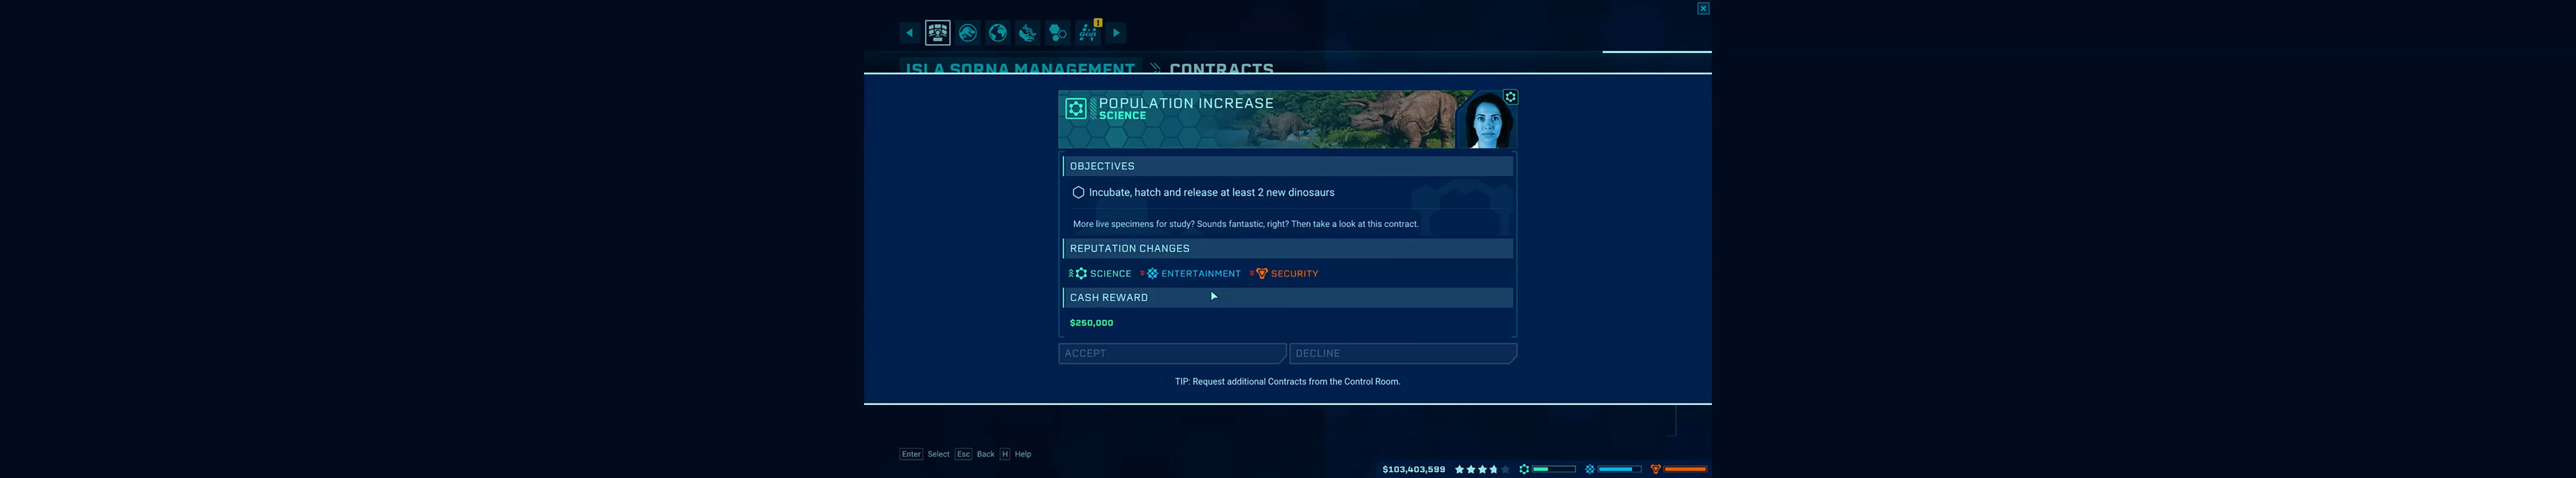 !
ISLA SORNA MANAGEMENT CONTRACTS
POPULATION INCREASE
SCIENCE
OBJECTIVES
Incubate, hatch and release at least 2 new dinosaurs
More live specimens for study? Sounds fantastic, right? Then take a look at this contract.
REPUTATION CHANGES
SCIENCE ENTERTAINMENT SECURITY
CASH REWARD
$250,000
ACCEPT DECLINE
TIP: Request additional Contracts from the Control Room.
Enter Select Esc Back H Help
$103,403,599